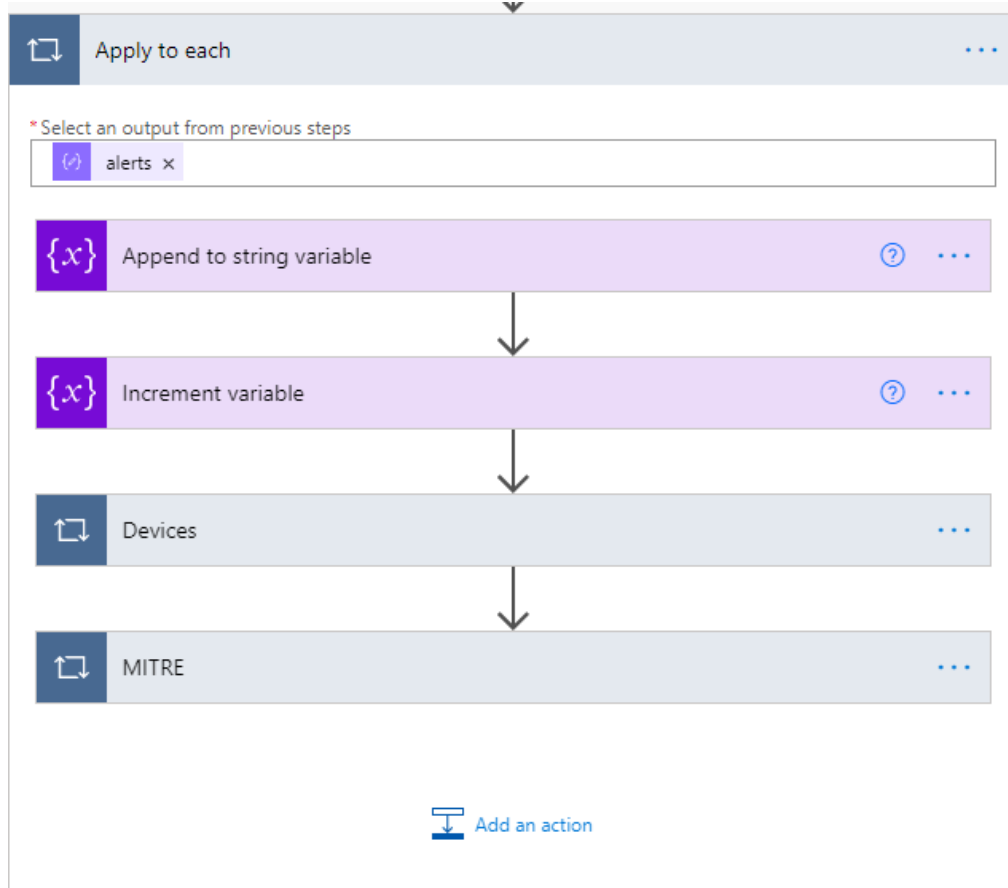 Apply to each
* Select an output from previous steps
alerts ×
{x} Append to string variable
{x} Increment variable
Devices
MITRE
Add an action